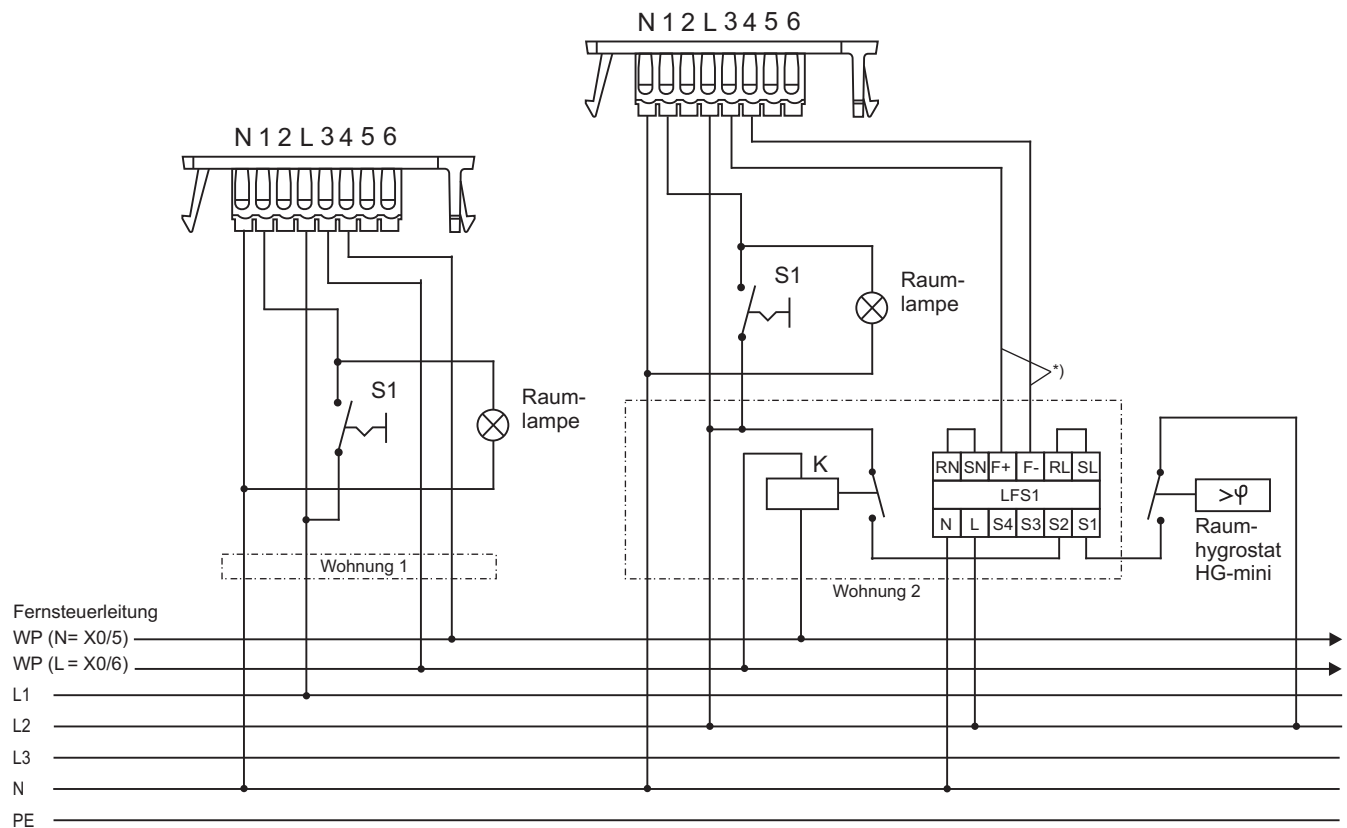 N 1 2 L 3 4 5 6
N 1 2 L 3 4 5 6
S1
Raum-
lampe
*)
S1
Raum-
lampe
K
RN SN F+ F- RL SL
LFS1
N L S4 S3 S2 S1
>φ
Raum-
hygrostat
HG-mini
Wohnung 1
Wohnung 2
Fernsteuerleitung
WP (N= X0/5)
WP (L = X0/6)
L1
L2
L3
N
PE